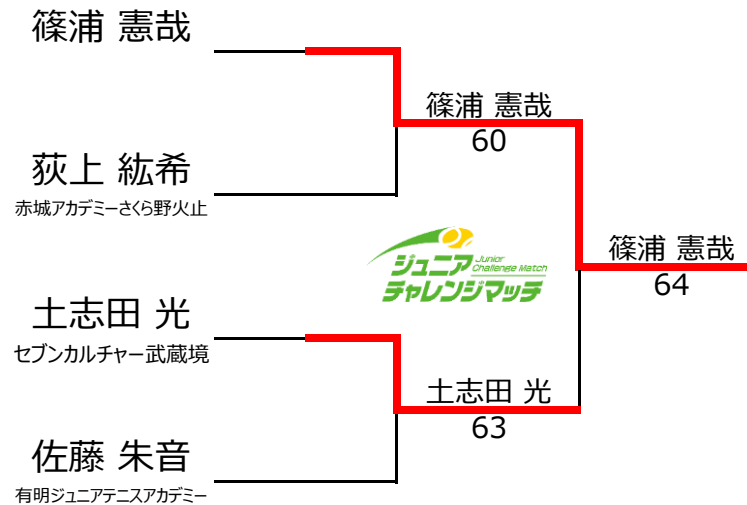 篠浦 憲哉
荻上 紘希
赤城アカデミーさくら野火止
土志田 光
セブンカルチャー武蔵境
佐藤 朱音
有明ジュニアテニスアカデミー
篠浦 憲哉
60
土志田 光
63
篠浦 憲哉
64
ジュニア Junior Challenge Match
チャレンジマッチ